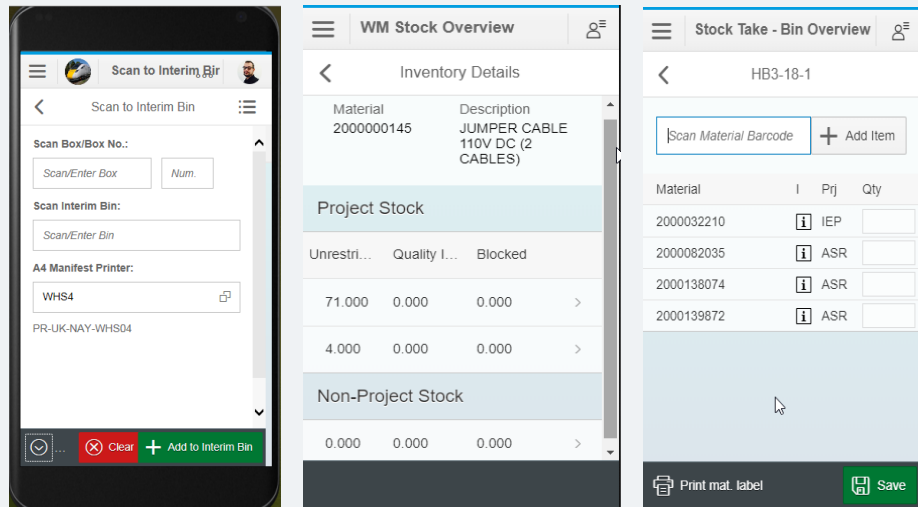 Scan to Interim Bir
Scan to Interim Bin
Scan Box/Box No.:
Scan/Enter Box
Num.
Scan Interim Bin:
Scan/Enter Bin
A4 Manifest Printer:
WHS4
PR-UK-NAY-WHS04
... Clear Add to Interim Bin
WM Stock Overview
Inventory Details
Material Description
2000000145 JUMPER CABLE
110V DC (2
CABLES)
Project Stock
Unrestri... Quality I... Blocked
71.000 0.000 0.000
4.000 0.000 0.000
Non-Project Stock
0.000 0.000 0.000
Stock Take - Bin Overview
HB3-18-1
Scan Material Barcode Add Item
Material I Prj Qty
2000032210 i IEP
2000082035 i ASR
2000138074 i ASR
2000139872 i ASR
Print mat. label Save